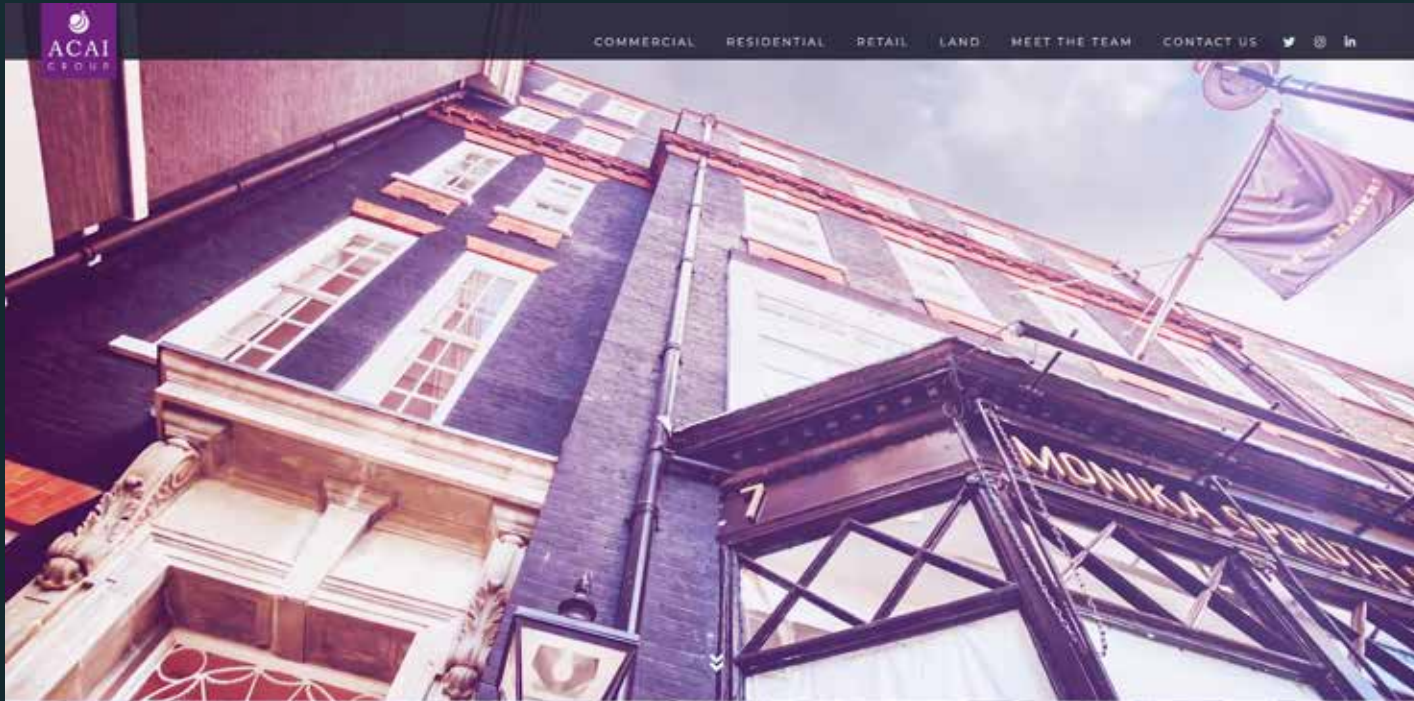 ACAI
GROUP
COMMERCIAL RESIDENTIAL RETAIL LAND MEET THE TEAM CONTACT US
7
MONIKA SPRÜTH